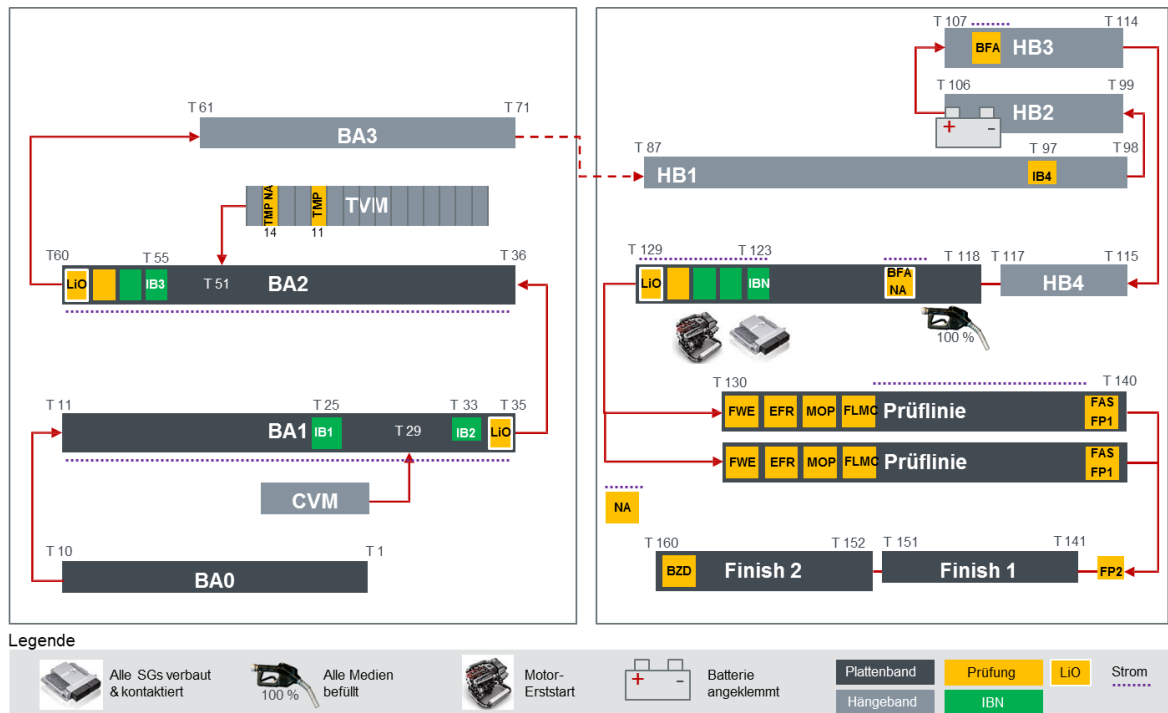 T 61
T 71
BA3
TMP NA
TMP
TVM
14
11
T60
T 55
T 36
LiO
IB3
T 51
BA2
T 11
T 25
T 33
T 35
BA1
IB1
T 29
IB2
LiO
CVM
T 10
T 1
BA0
T 107
T 114
BFA
HB3
T 106
T 99
HB2
+ -
T 87
T 97
T 98
HB1
IB4
T 129
T 123
T 118
T 117
T 115
LiO
IBN
BFA
NA
HB4
100 %
T 130
T 140
FWE
EFR
MOP
FLMC
Prüflinie
FAS
FP1
FWE
EFR
MOP
FLMC
Prüflinie
FAS
FP1
NA
T 160
T 152
T 151
T 141
BZD
Finish 2
Finish 1
FP2
Legende
Alle SGs verbaut
& kontaktiert
100 %
Alle Medien
befüllt
Motor-
Erststart
+ -
Batterie
angeklemmt
Plattenband
Prüfung
LiO
Strom
Hängeband
IBN